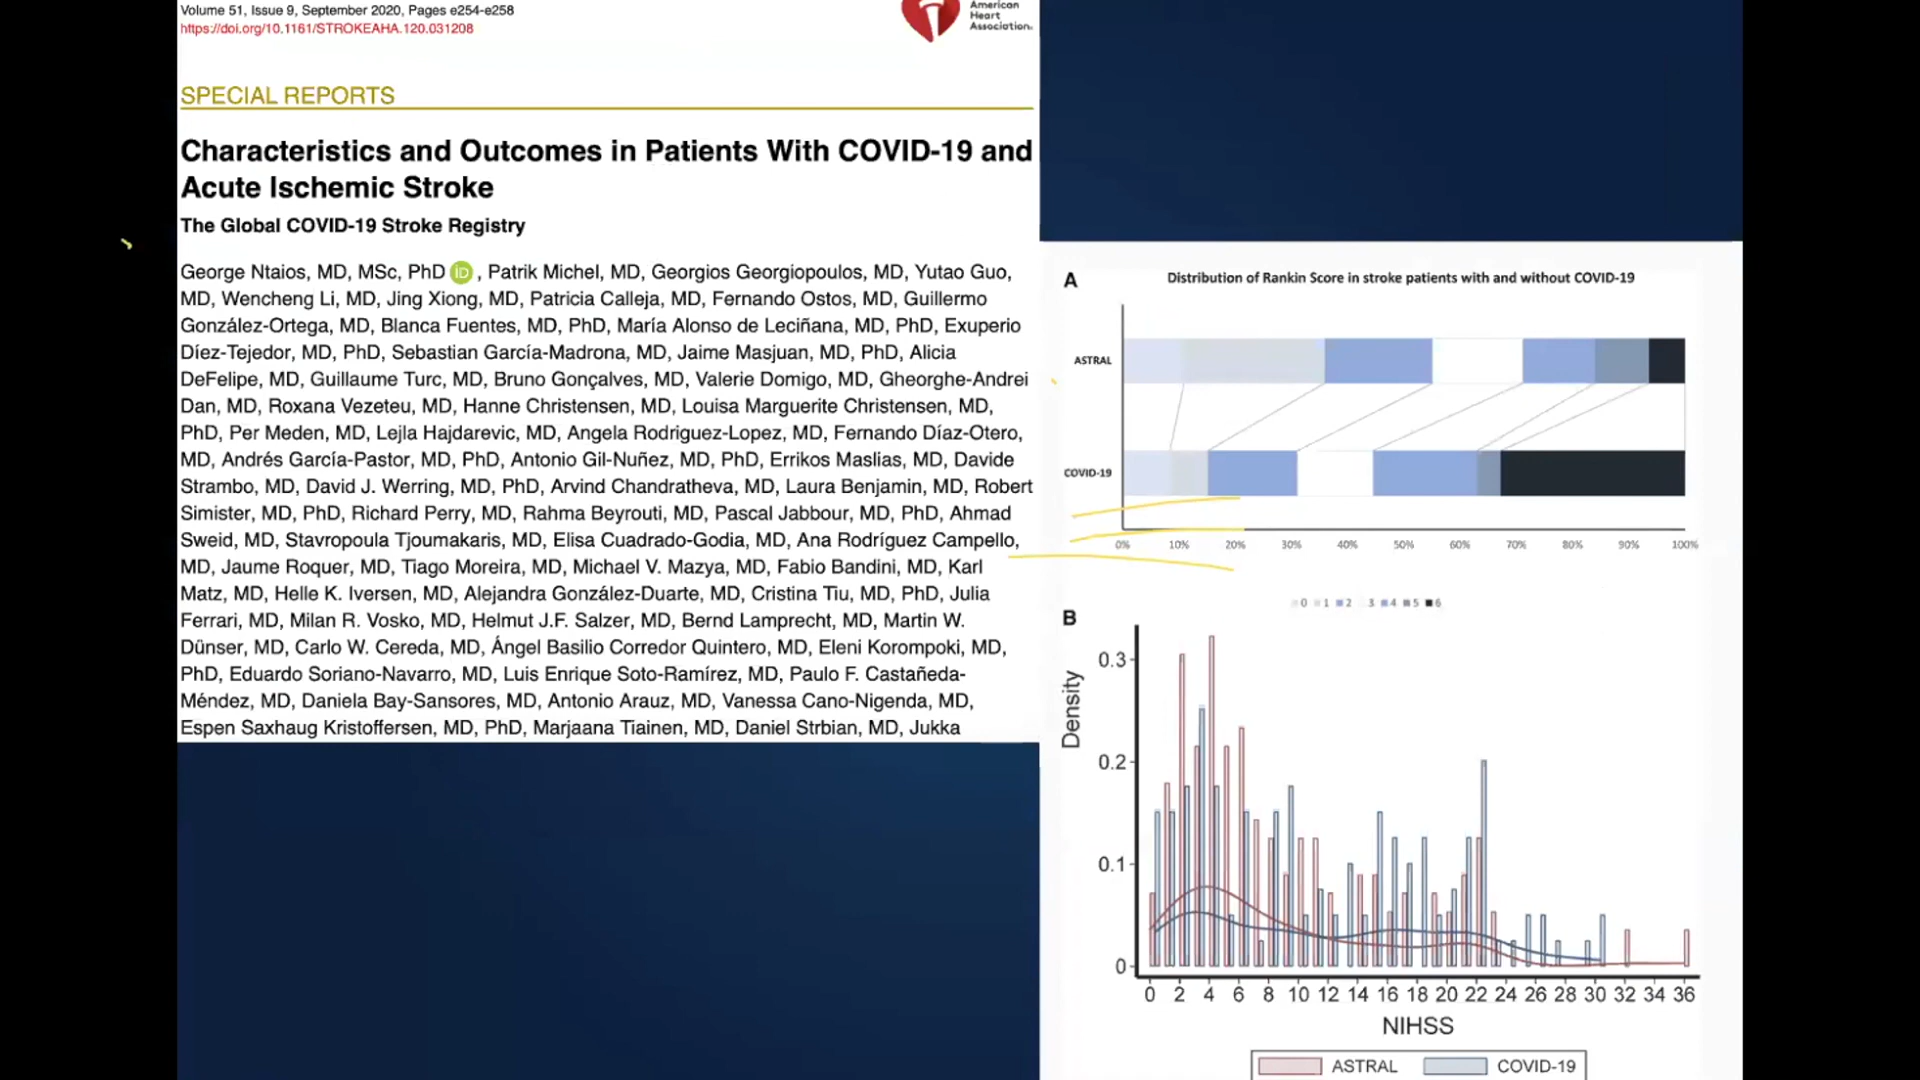 Volume 51, Issue 9, September 2020, Pages e254-e258
https://doi.org/10.1161/STROKEAHA.120.031208
American
Heart
Association.
SPECIAL REPORTS
Characteristics and Outcomes in Patients With COVID-19 and
Acute Ischemic Stroke
The Global COVID-19 Stroke Registry
George Ntaios, MD, MSc, PhD iD , Patrik Michel, MD, Georgios Georgiopoulos, MD, Yutao Guo,
MD, Wencheng Li, MD, Jing Xiong, MD, Patricia Calleja, MD, Fernando Ostos, MD, Guillermo
González-Ortega, MD, Blanca Fuentes, MD, PhD, María Alonso de Leciñana, MD, PhD, Exuperio
Díez-Tejedor, MD, PhD, Sebastian García-Madrona, MD, Jaime Masjuan, MD, PhD, Alicia
DeFelipe, MD, Guillaume Turc, MD, Bruno Gonçalves, MD, Valerie Domigo, MD, Gheorghe-Andrei
Dan, MD, Roxana Vezeteu, MD, Hanne Christensen, MD, Louisa Marguerite Christensen, MD,
PhD, Per Meden, MD, Lejla Hajdarevic, MD, Angela Rodriguez-Lopez, MD, Fernando Díaz-Otero,
MD, Andrés García-Pastor, MD, PhD, Antonio Gil-Nuñez, MD, PhD, Errikos Maslias, MD, Davide
Strambo, MD, David J. Werring, MD, PhD, Arvind Chandratheva, MD, Laura Benjamin, MD, Robert
Simister, MD, PhD, Richard Perry, MD, Rahma Beyrouti, MD, Pascal Jabbour, MD, PhD, Ahmad
Sweid, MD, Stavropoula Tjoumakaris, MD, Elisa Cuadrado-Godia, MD, Ana Rodríguez Campello,
MD, Jaume Roquer, MD, Tiago Moreira, MD, Michael V. Mazya, MD, Fabio Bandini, MD, Karl
Matz, MD, Helle K. Iversen, MD, Alejandra González-Duarte, MD, Cristina Tiu, MD, PhD, Julia
Ferrari, MD, Milan R. Vosko, MD, Helmut J.F. Salzer, MD, Bernd Lamprecht, MD, Martin W.
Dünser, MD, Carlo W. Cereda, MD, Ángel Basilio Corredor Quintero, MD, Eleni Korompoki, MD,
PhD, Eduardo Soriano-Navarro, MD, Luis Enrique Soto-Ramírez, MD, Paulo F. Castañeda-
Méndez, MD, Daniela Bay-Sansores, MD, Antonio Arauz, MD, Vanessa Cano-Nigenda, MD,
Espen Saxhaug Kristoffersen, MD, PhD, Marjaana Tiainen, MD, Daniel Strbian, MD, Jukka
A
Distribution of Rankin Score in stroke patients with and without COVID-19
ASTRAL
COVID-19
0% 10% 20% 30% 40% 50% 60% 70% 80% 90% 100%
0 1 2 3 4 5 6
B
Density
0.3
0.2
0.1
0
0 2 4 6 8 10 12 14 16 18 20 22 24 26 28 30 32 34 36
NIHSS
ASTRAL COVID-19